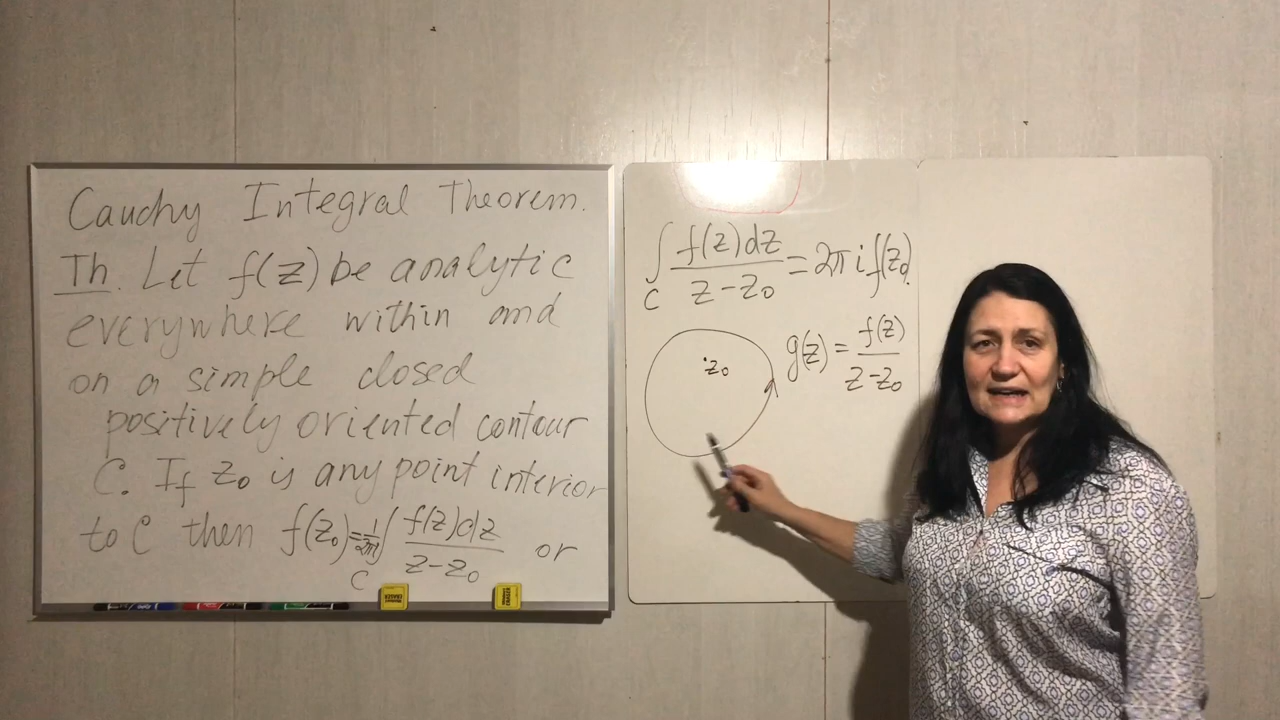 Cauchy Integral Theorem.
Th. Let f(z) be analytic
everywhere within and
on a simple closed
positively oriented contour
C. If z₀ is any point interior
to C then f(z₀) = 1/2πi ∫_C f(z)dz / z-z₀ or
∫_C f(z)dz / z-z₀ = 2πi f(z₀).
z₀
g(z) = f(z) / z-z₀
ERASER
ERASER